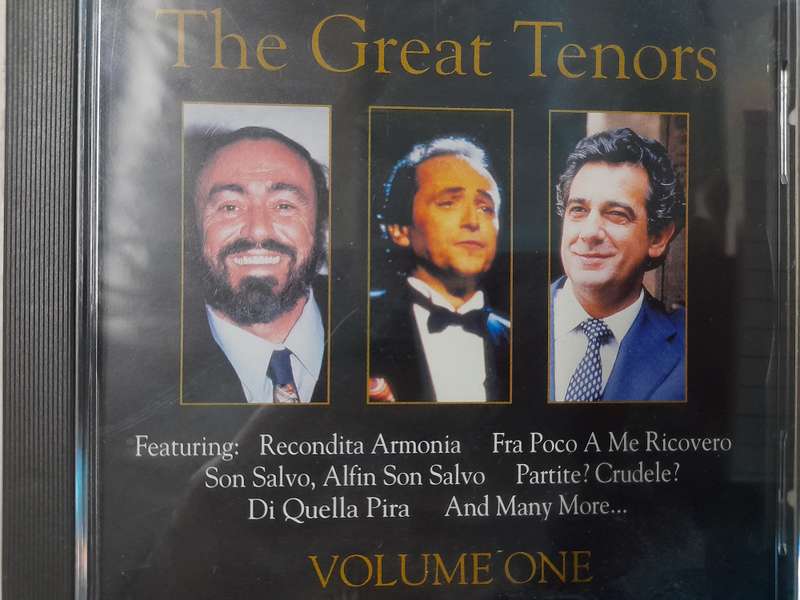 The Great Tenors
Featuring: Recondita Armonia Fra Poco A Me Ricovero
Son Salvo, Alfin Son Salvo Partite? Crudele?
Di Quella Pira And Many More...
VOLUME ONE